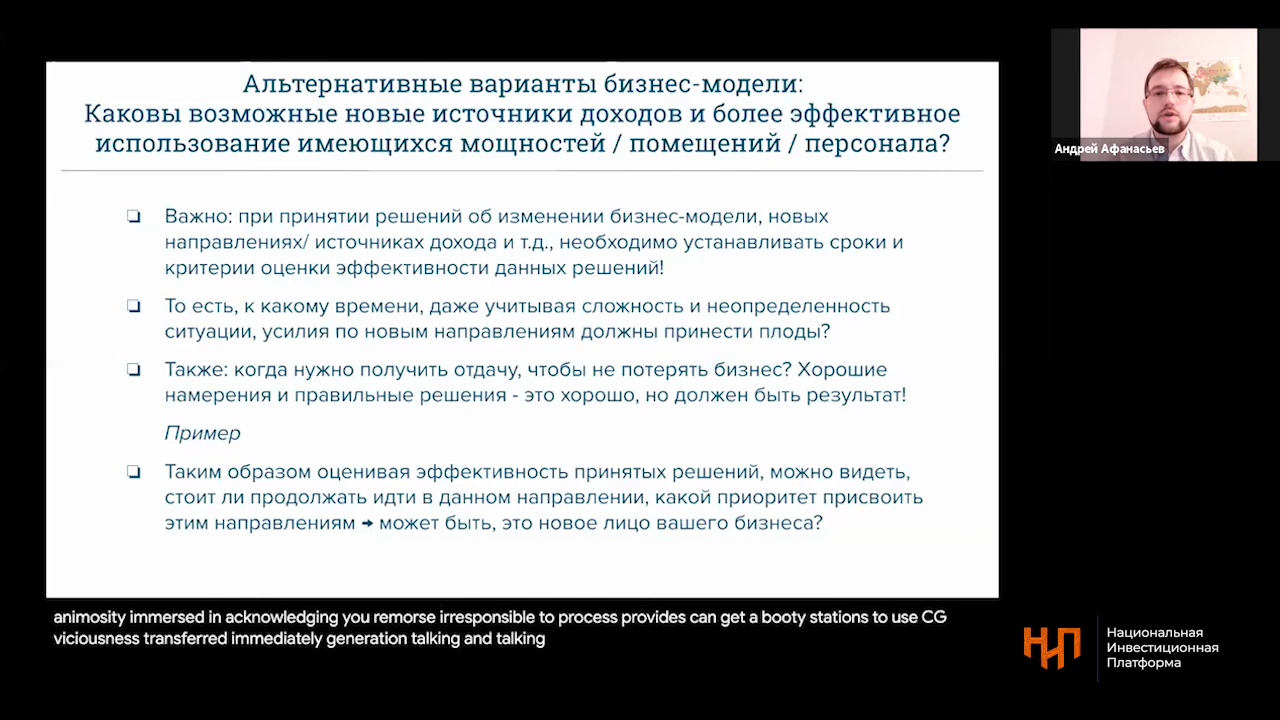 Альтернативные варианты бизнес-модели:
Каковы возможные новые источники доходов и более эффективное
использование имеющихся мощностей / помещений / персонала?
❏ Важно: при принятии решений об изменении бизнес-модели, новых
направлениях/ источниках дохода и т.д., необходимо устанавливать сроки и
критерии оценки эффективности данных решений!
❏ То есть, к какому времени, даже учитывая сложность и неопределенность
ситуации, усилия по новым направлениям должны принести плоды?
❏ Также: когда нужно получить отдачу, чтобы не потерять бизнес? Хорошие
намерения и правильные решения - это хорошо, но должен быть результат!
Пример
❏ Таким образом оценивая эффективность принятых решений, можно видеть,
стоит ли продолжать идти в данном направлении, какой приоритет присвоить
этим направлениям → может быть, это новое лицо вашего бизнеса?
animosity immersed in acknowledging you remorse irresponsible to process provides can get a booty stations to use CG
viciousness transferred immediately generation talking and talking
Андрей Афанасьев
НИП
Национальная
Инвестиционная
Платформа